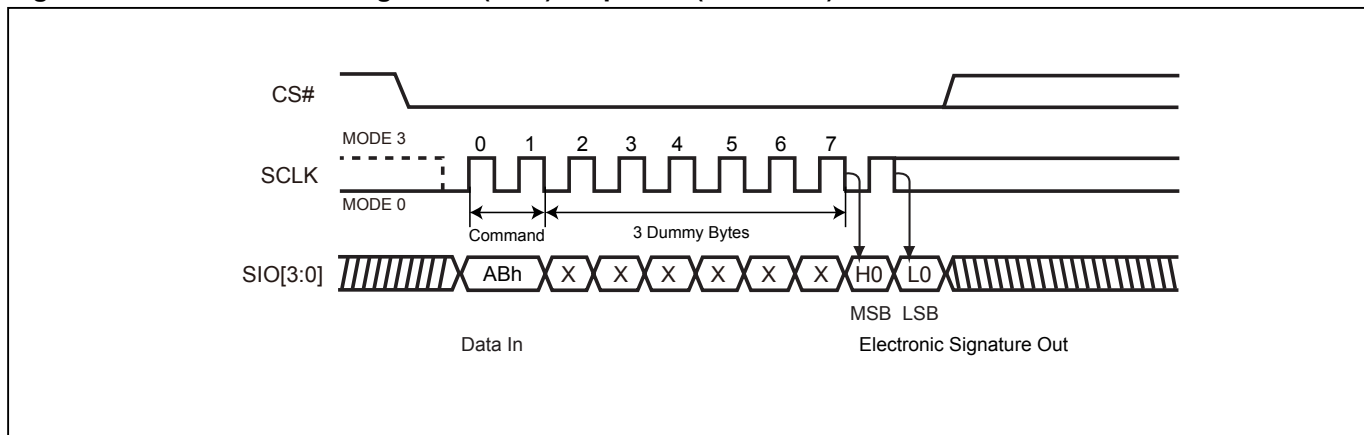 CS#
MODE 3
0 1 2 3 4 5 6 7
SCLK
MODE 0
Command 3 Dummy Bytes
SIO[3:0] ABh X X X X X X H0 L0
MSB LSB
Data In Electronic Signature Out